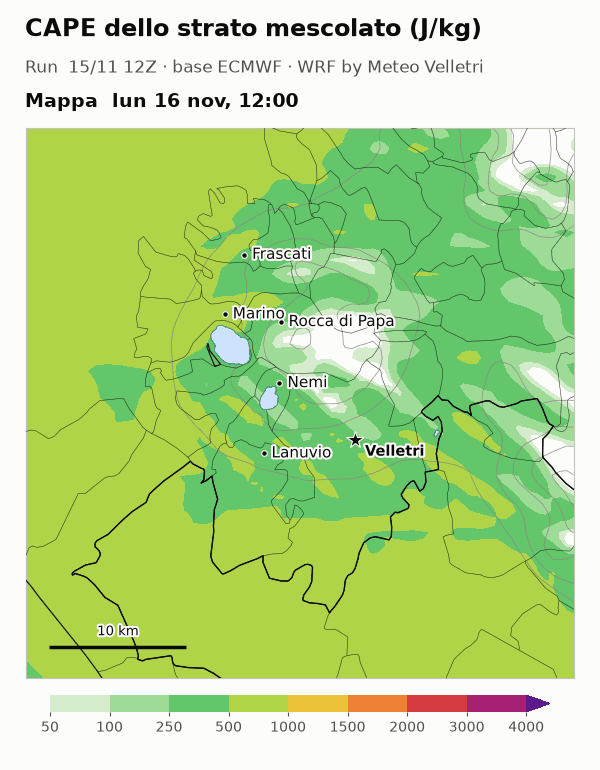 CAPE dello strato mescolato (J/kg)
Run  15/11 12Z · base ECMWF · WRF by Meteo Velletri
Mappa  lun 16 nov, 12:00
Frascati
Marino
Rocca di Papa
Nemi
Velletri
Lanuvio
10 km
50 100 250 500 1000 1500 2000 3000 4000